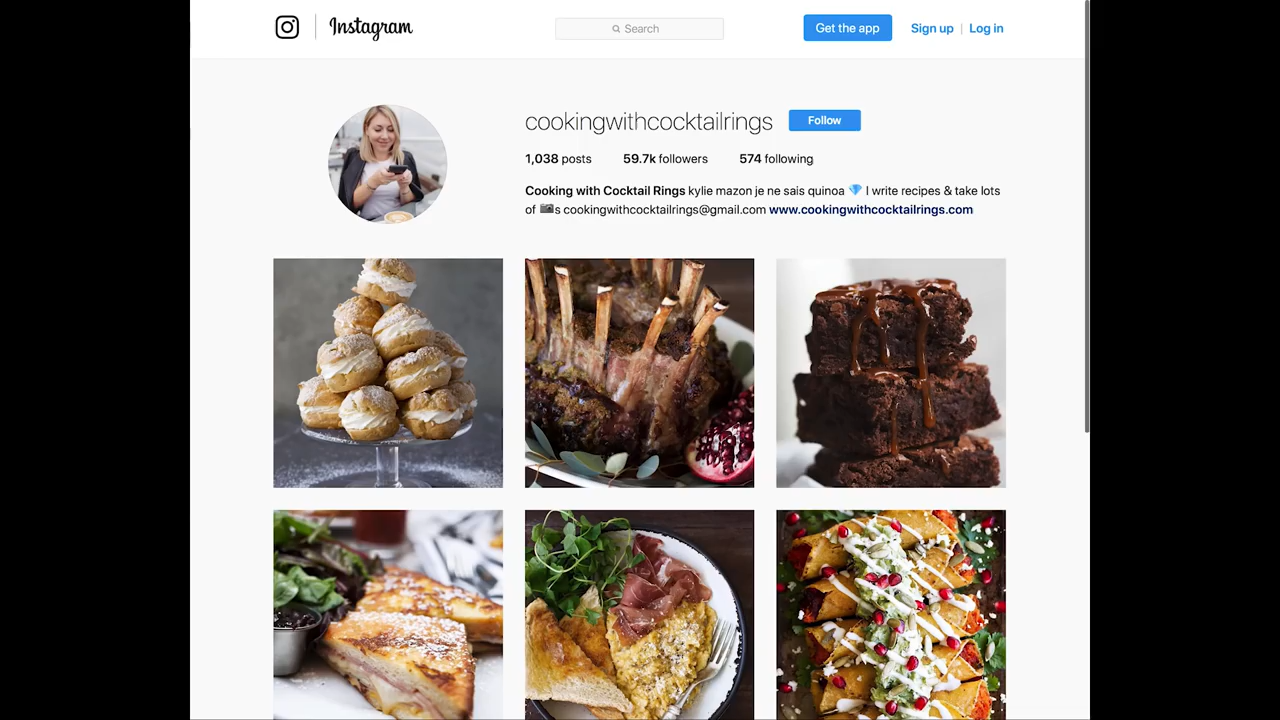 Instagram
Search
Get the app
Sign up | Log in
cookingwithcocktailrings Follow
1,038 posts 59.7k followers 574 following
Cooking with Cocktail Rings kylie mazon je ne sais quinoa 💎 I write recipes & take lots
of 📷s cookingwithcocktailrings@gmail.com www.cookingwithcocktailrings.com